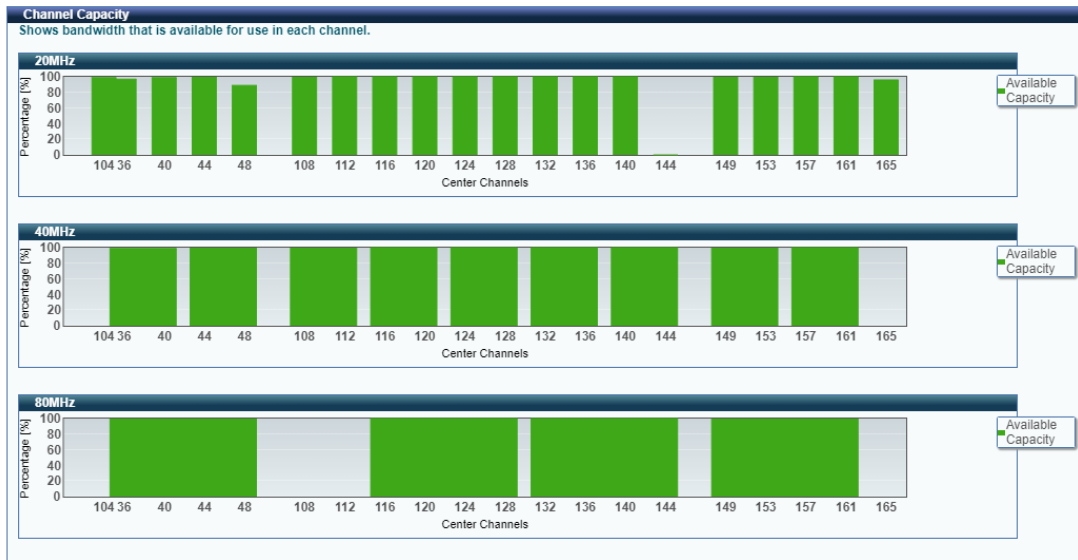 Channel Capacity
Shows bandwidth that is available for use in each channel.
20MHz
Percentage [%]
100
80
60
40
20
0
104 36 40 44 48 108 112 116 120 124 128 132 136 140 144 149 153 157 161 165
Center Channels
Available
Capacity
40MHz
Percentage [%]
100
80
60
40
20
0
104 36 40 44 48 108 112 116 120 124 128 132 136 140 144 149 153 157 161 165
Center Channels
Available
Capacity
80MHz
Percentage [%]
100
80
60
40
20
0
104 36 40 44 48 108 112 116 120 124 128 132 136 140 144 149 153 157 161 165
Center Channels
Available
Capacity